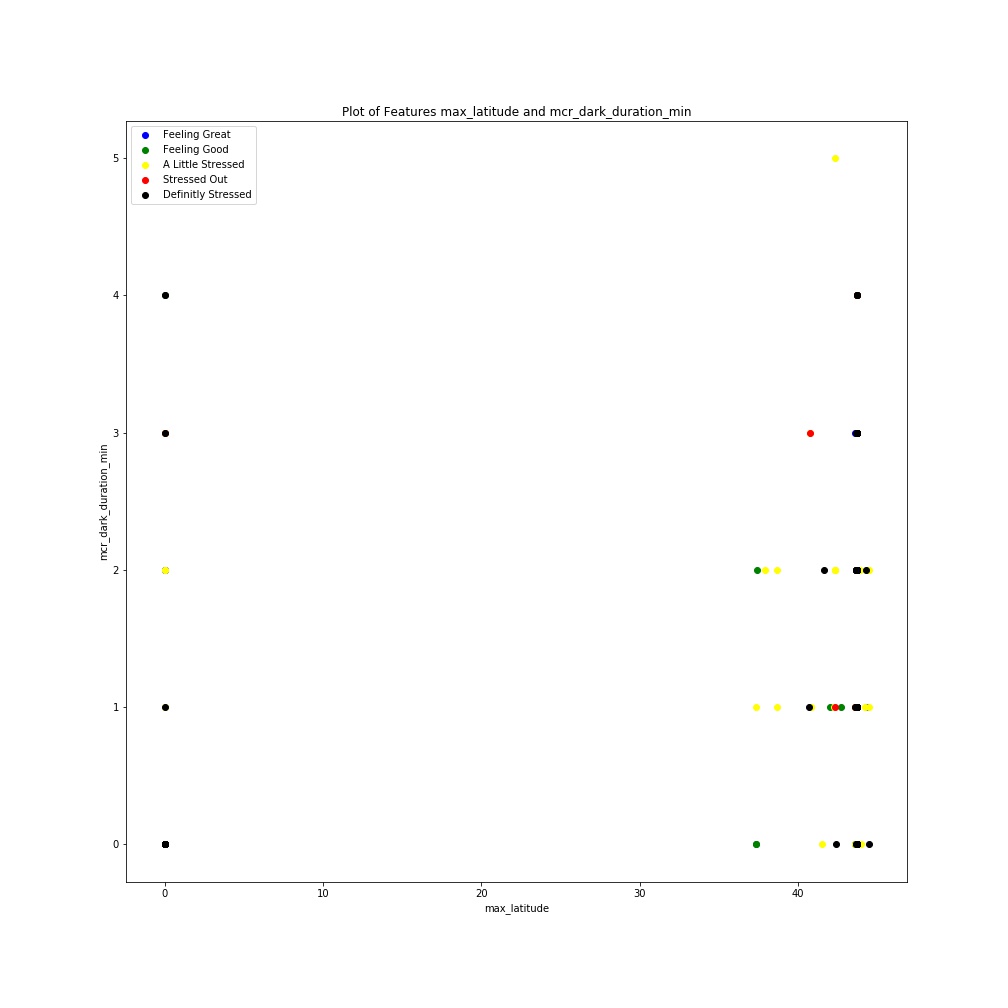 Plot of Features max_latitude and mcr_dark_duration_min
Feeling Great
Feeling Good
A Little Stressed
Stressed Out
Definitly Stressed
5
4
3
2
1
0
mcr_dark_duration_min
0 10 20 30 40
max_latitude